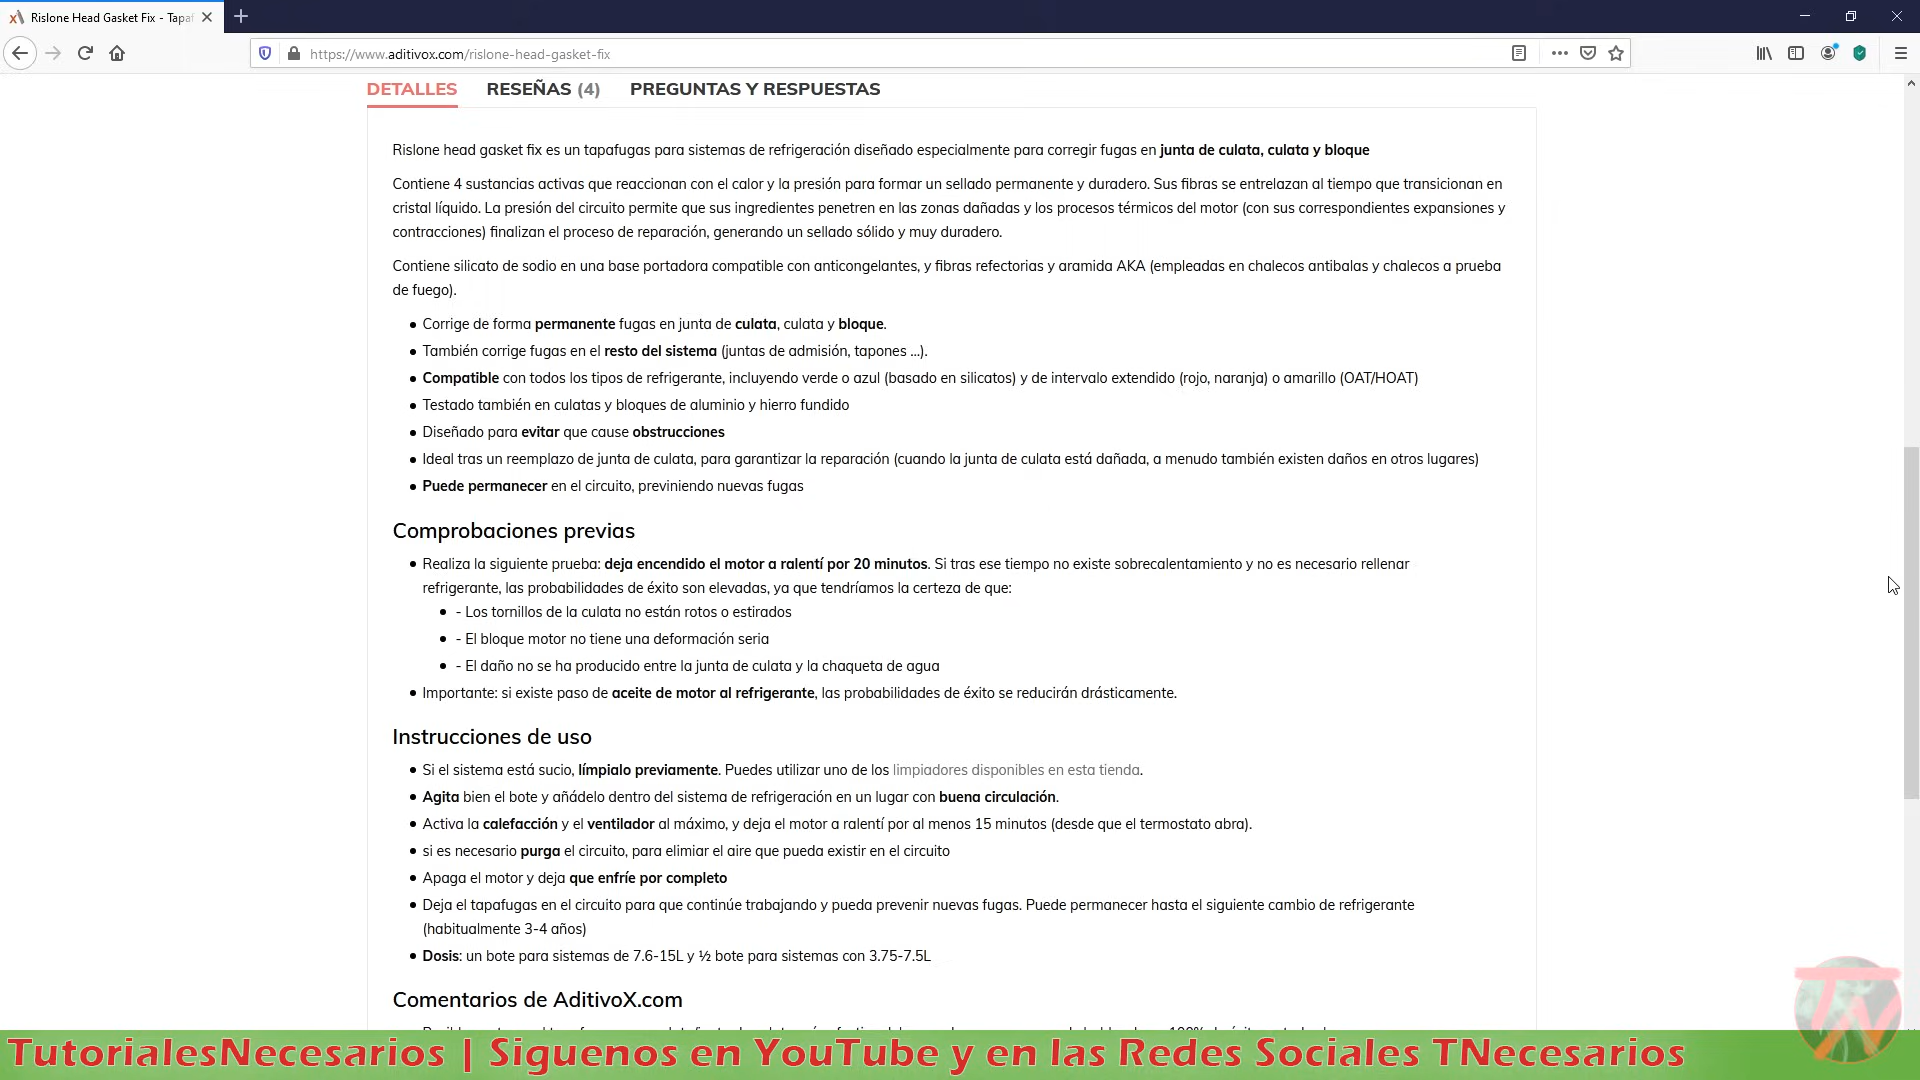 Rislone Head Gasket Fix - Tapaf
https://www.aditivox.com/rislone-head-gasket-fix
DETALLES RESEÑAS (4) PREGUNTAS Y RESPUESTAS
Rislone head gasket fix es un tapafugas para sistemas de refrigeración diseñado especialmente para corregir fugas en junta de culata, culata y bloque
Contiene 4 sustancias activas que reaccionan con el calor y la presión para formar un sellado permanente y duradero. Sus fibras se entrelazan al tiempo que transicionan en
cristal líquido. La presión del circuito permite que sus ingredientes penetren en las zonas dañadas y los procesos térmicos del motor (con sus correspondientes expansiones y
contracciones) finalizan el proceso de reparación, generando un sellado sólido y muy duradero.
Contiene silicato de sodio en una base portadora compatible con anticongelantes, y fibras refectorias y aramida AKA (empleadas en chalecos antibalas y chalecos a prueba
de fuego).
Corrige de forma permanente fugas en junta de culata, culata y bloque.
También corrige fugas en el resto del sistema (juntas de admisión, tapones ...).
Compatible con todos los tipos de refrigerante, incluyendo verde o azul (basado en silicatos) y de intervalo extendido (rojo, naranja) o amarillo (OAT/HOAT)
Testado también en culatas y bloques de aluminio y hierro fundido
Diseñado para evitar que cause obstrucciones
Ideal tras un reemplazo de junta de culata, para garantizar la reparación (cuando la junta de culata está dañada, a menudo también existen daños en otros lugares)
Puede permanecer en el circuito, previniendo nuevas fugas
Comprobaciones previas
Realiza la siguiente prueba: deja encendido el motor a ralentí por 20 minutos. Si tras ese tiempo no existe sobrecalentamiento y no es necesario rellenar
refrigerante, las probabilidades de éxito son elevadas, ya que tendríamos la certeza de que:
- Los tornillos de la culata no están rotos o estirados
- El bloque motor no tiene una deformación seria
- El daño no se ha producido entre la junta de culata y la chaqueta de agua
Importante: si existe paso de aceite de motor al refrigerante, las probabilidades de éxito se reducirán drásticamente.
Instrucciones de uso
Si el sistema está sucio, límpialo previamente. Puedes utilizar uno de los limpiadores disponibles en esta tienda.
Agita bien el bote y añádelo dentro del sistema de refrigeración en un lugar con buena circulación.
Activa la calefacción y el ventilador al máximo, y deja el motor a ralentí por al menos 15 minutos (desde que el termostato abra).
si es necesario purga el circuito, para elimiar el aire que pueda existir en el circuito
Apaga el motor y deja que enfríe por completo
Deja el tapafugas en el circuito para que continúe trabajando y pueda prevenir nuevas fugas. Puede permanecer hasta el siguiente cambio de refrigerante
(habitualmente 3-4 años)
Dosis: un bote para sistemas de 7.6-15L y ½ bote para sistemas con 3.75-7.5L
Comentarios de AditivoX.com
TutorialesNecesarios | Siguenos en YouTube y en las Redes Sociales TNecesarios